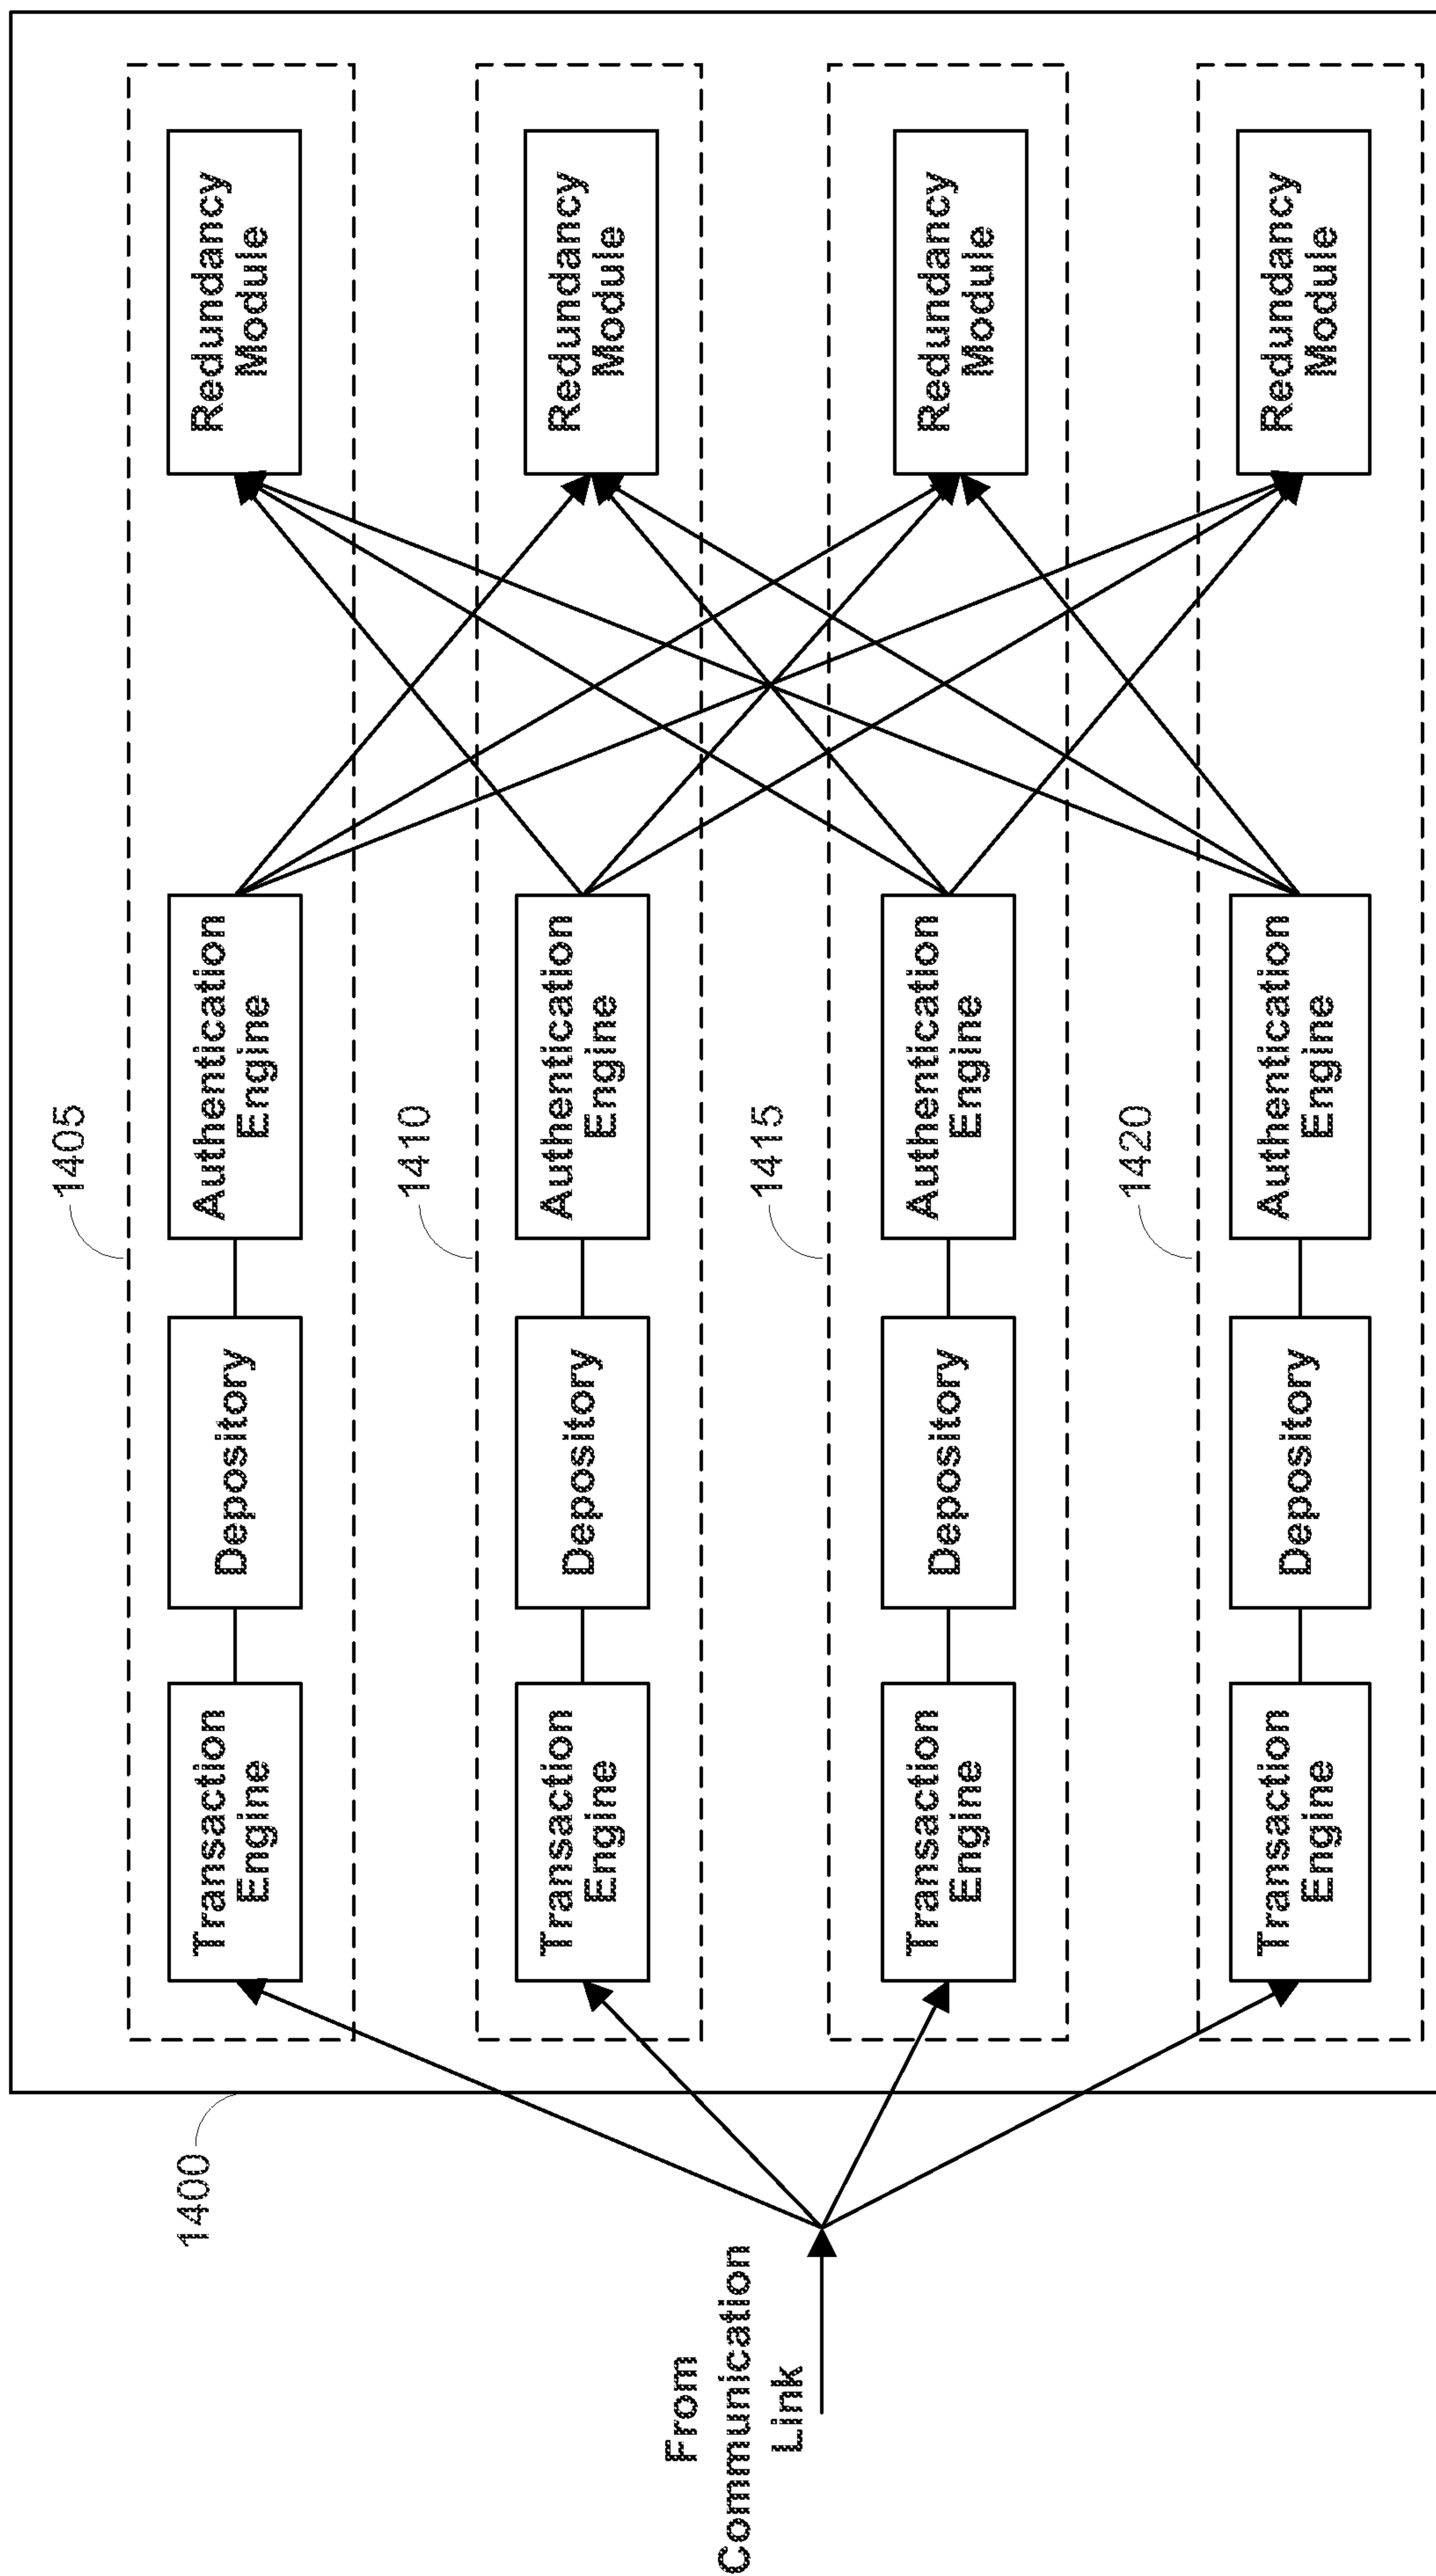 1400
From
Communication
Link
1405
Transaction
Engine
Depository
Authentication
Engine
Redundancy
Module
1410
Transaction
Engine
Depository
Authentication
Engine
Redundancy
Module
1415
Transaction
Engine
Depository
Authentication
Engine
Redundancy
Module
1420
Transaction
Engine
Depository
Authentication
Engine
Redundancy
Module